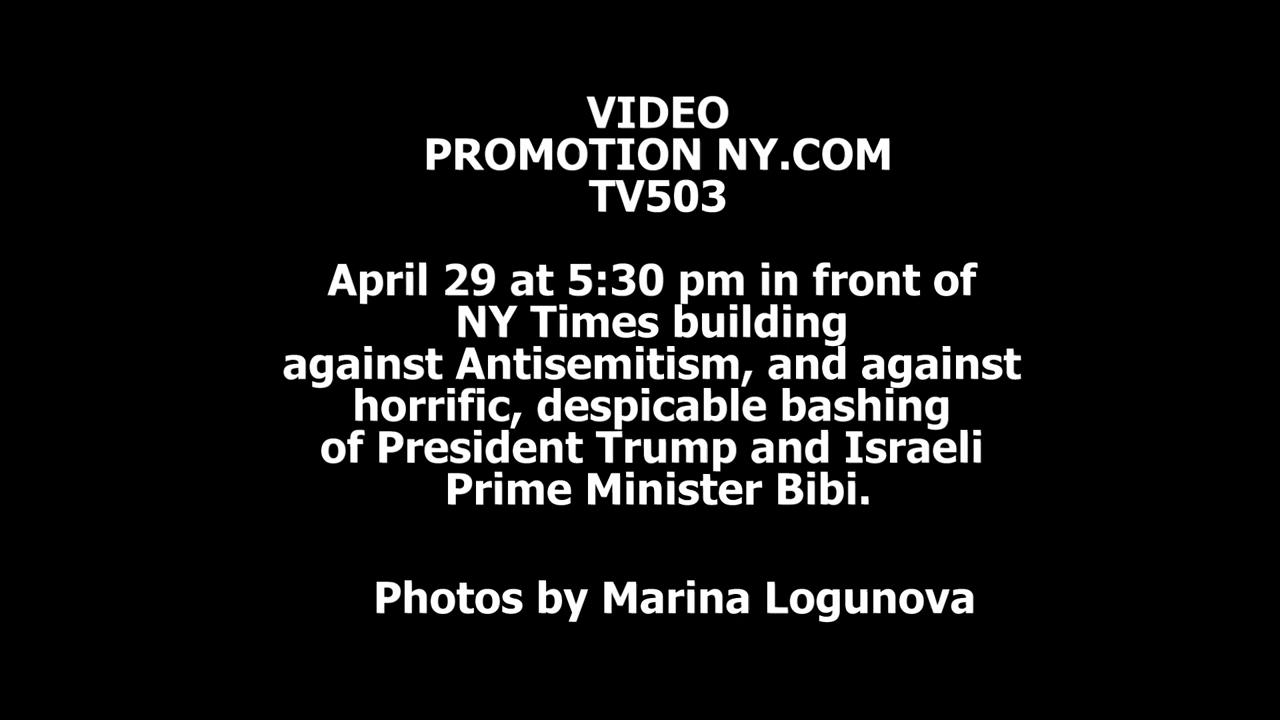 VIDEO
PROMOTION NY.COM
TV503
April 29 at 5:30 pm in front of
NY Times building
against Antisemitism, and against
horrific, despicable bashing
of President Trump and Israeli
Prime Minister Bibi.
Photos by Marina Logunova